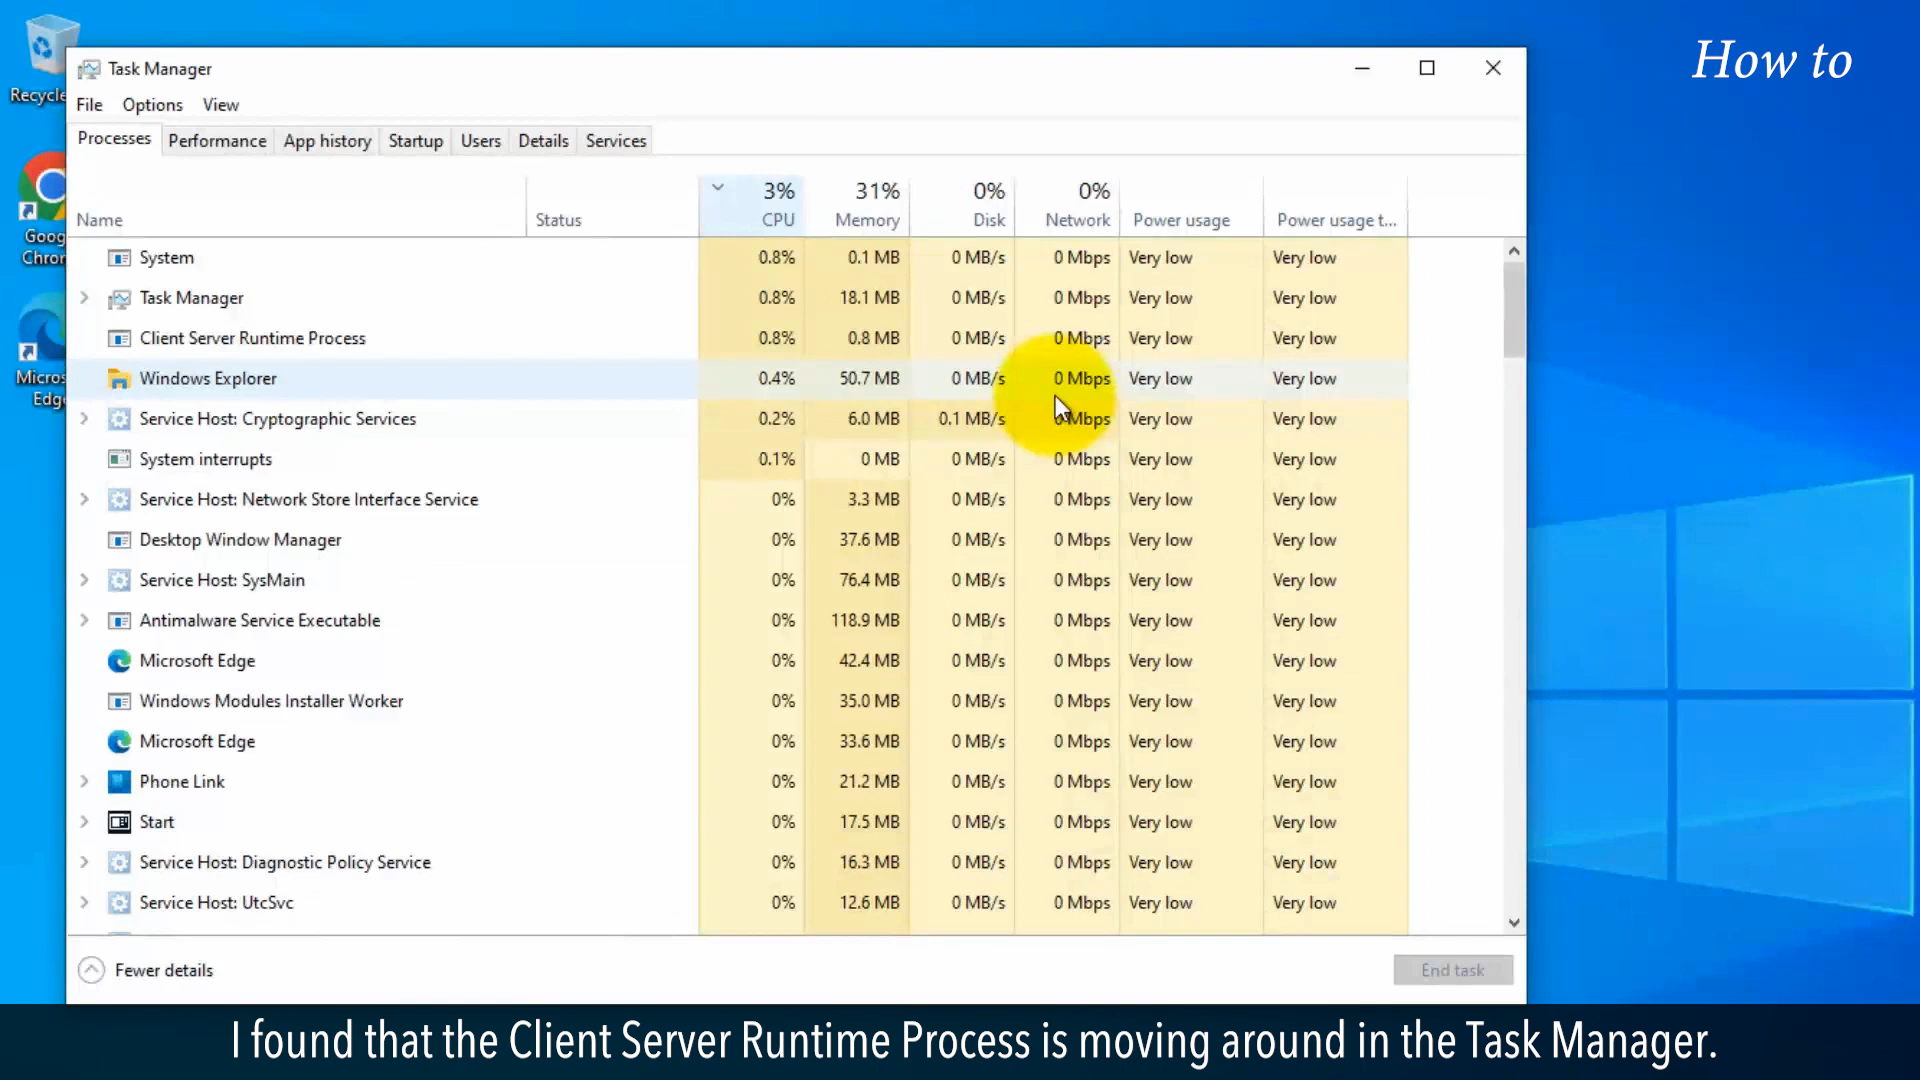 How to
Recycle
Goog
Chron
Micros
Edge
Task Manager
File Options View
Processes Performance App history Startup Users Details Services
3% 31% 0% 0%
Name Status CPU Memory Disk Network Power usage Power usage t...
System 0.8% 0.1 MB 0 MB/s 0 Mbps Very low Very low
Task Manager 0.8% 18.1 MB 0 MB/s 0 Mbps Very low Very low
Client Server Runtime Process 0.8% 0.8 MB 0 MB/s 0 Mbps Very low Very low
Windows Explorer 0.4% 50.7 MB 0 MB/s 0 Mbps Very low Very low
Service Host: Cryptographic Services 0.2% 6.0 MB 0.1 MB/s 0 Mbps Very low Very low
System interrupts 0.1% 0 MB 0 MB/s 0 Mbps Very low Very low
Service Host: Network Store Interface Service 0% 3.3 MB 0 MB/s 0 Mbps Very low Very low
Desktop Window Manager 0% 37.6 MB 0 MB/s 0 Mbps Very low Very low
Service Host: SysMain 0% 76.4 MB 0 MB/s 0 Mbps Very low Very low
Antimalware Service Executable 0% 118.9 MB 0 MB/s 0 Mbps Very low Very low
Microsoft Edge 0% 42.4 MB 0 MB/s 0 Mbps Very low Very low
Windows Modules Installer Worker 0% 35.0 MB 0 MB/s 0 Mbps Very low Very low
Microsoft Edge 0% 33.6 MB 0 MB/s 0 Mbps Very low Very low
Phone Link 0% 21.2 MB 0 MB/s 0 Mbps Very low Very low
Start 0% 17.5 MB 0 MB/s 0 Mbps Very low Very low
Service Host: Diagnostic Policy Service 0% 16.3 MB 0 MB/s 0 Mbps Very low Very low
Service Host: UtcSvc 0% 12.6 MB 0 MB/s 0 Mbps Very low Very low
Fewer details End task
I found that the Client Server Runtime Process is moving around in the Task Manager.